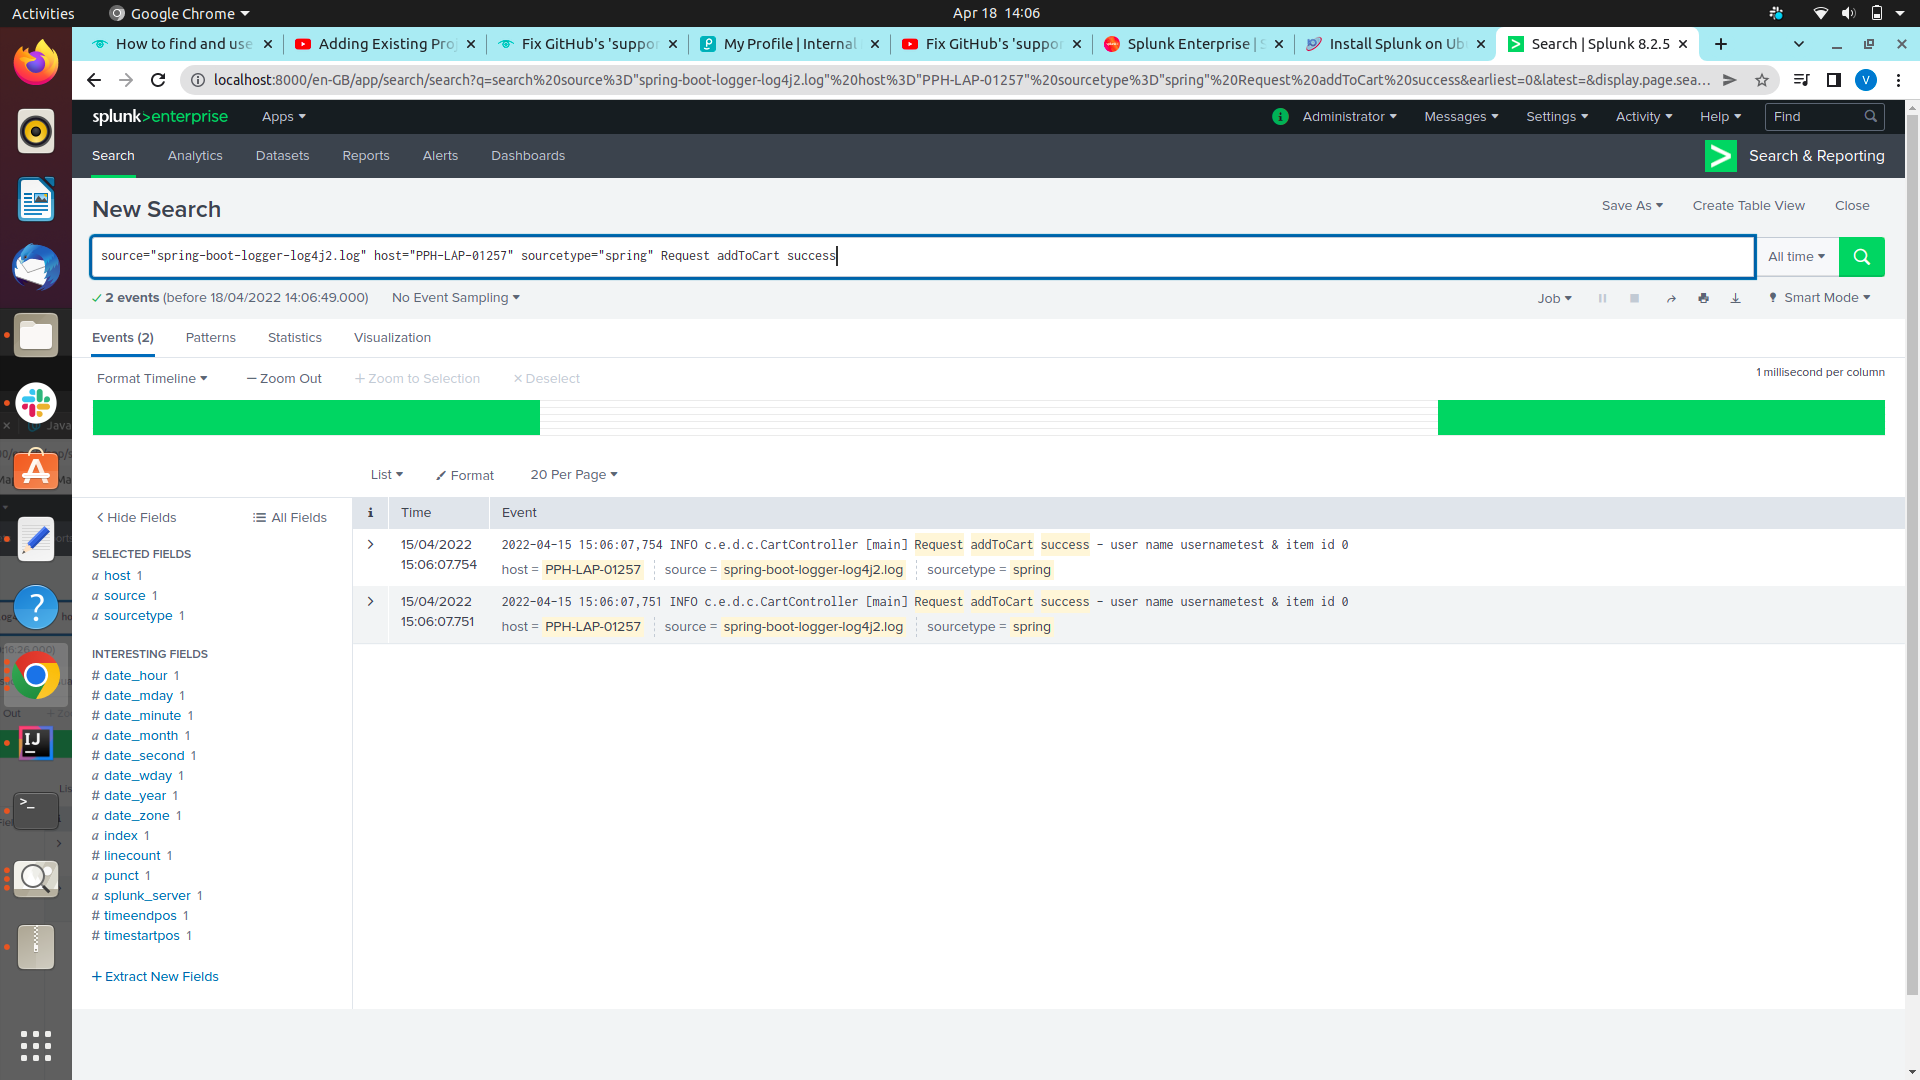 Activities
Google Chrome
Apr 18 14:06
How to find and use
Adding Existing Pro
Fix GitHub's 'suppor
My Profile | Internal
Fix GitHub's 'suppor
Splunk Enterprise | S
Install Splunk on Ub
Search | Splunk 8.2.5
localhost:8000/en-GB/app/search/search?q=search%20source%3D"spring-boot-logger-log4j2.log"%20host%3D"PPH-LAP-01257"%20sourcetype%3D"spring"%20Request%20addToCart%20success&earliest=0&latest=&display.page.sea...
V
splunk>enterprise
Apps
Administrator
Messages
Settings
Activity
Help
Find
Search
Analytics
Datasets
Reports
Alerts
Dashboards
Search & Reporting
New Search
Save As
Create Table View
Close
source="spring-boot-logger-log4j2.log" host="PPH-LAP-01257" sourcetype="spring" Request addToCart success
All time
2 events (before 18/04/2022 14:06:49.000)
No Event Sampling
Job
Smart Mode
Events (2)
Patterns
Statistics
Visualization
Format Timeline
Zoom Out
+ Zoom to Selection
× Deselect
1 millisecond per column
List
Format
20 Per Page
Hide Fields
All Fields
i
Time
Event
SELECTED FIELDS
a host 1
a source 1
a sourcetype 1
INTERESTING FIELDS
# date_hour 1
# date_mday 1
# date_minute 1
a date_month 1
# date_second 1
a date_wday 1
# date_year 1
a date_zone 1
a index 1
# linecount 1
a punct 1
a splunk_server 1
# timeendpos 1
# timestartpos 1
+ Extract New Fields
15/04/2022
15:06:07.754
2022-04-15 15:06:07,754 INFO c.e.d.c.CartController [main] Request addToCart success - user name usernametest & item id 0
host = PPH-LAP-01257
source = spring-boot-logger-log4j2.log
sourcetype = spring
15/04/2022
15:06:07.751
2022-04-15 15:06:07,751 INFO c.e.d.c.CartController [main] Request addToCart success - user name usernametest & item id 0
host = PPH-LAP-01257
source = spring-boot-logger-log4j2.log
sourcetype = spring